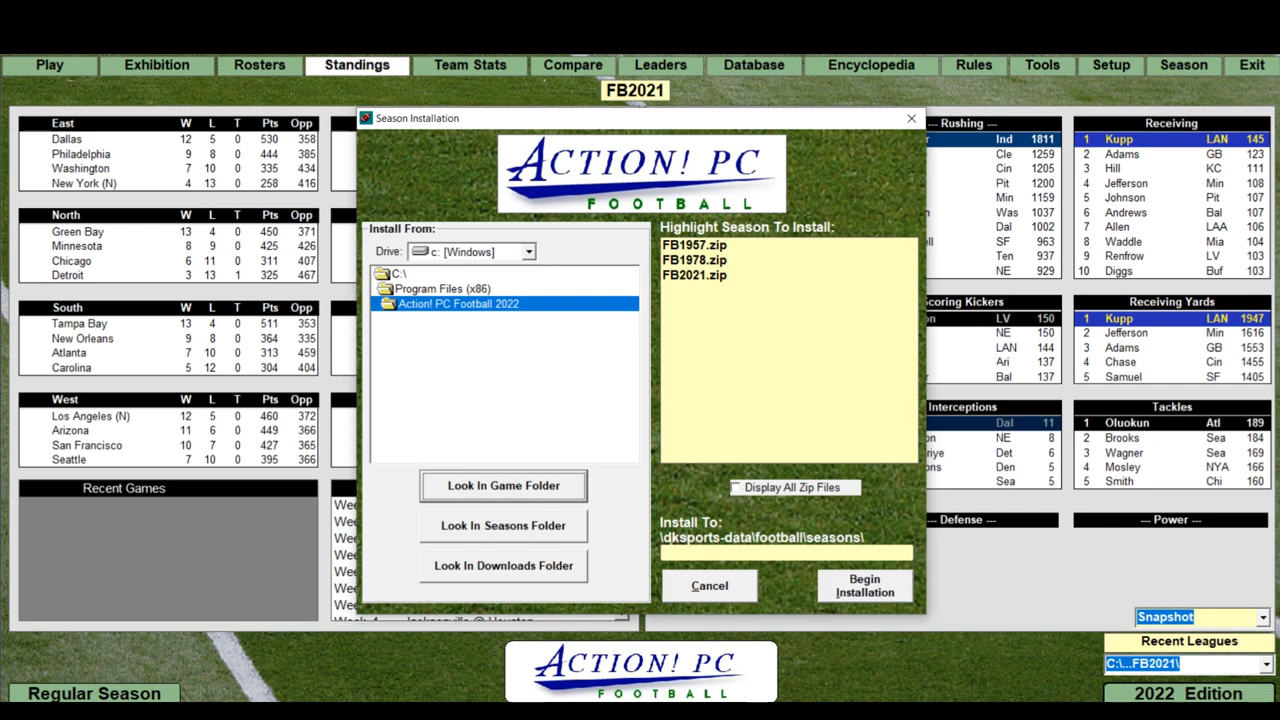 Play Exhibition Rosters Standings Team Stats Compare Leaders Database Encyclopedia Rules Tools Setup Season Exit
FB2021
East W L T Pts Opp
Dallas 12 5 0 530 358
Philadelphia 9 8 0 444 385
Washington 7 10 0 335 434
New York (N) 4 13 0 258 416
North W L T Pts Opp
Green Bay 13 4 0 450 371
Minnesota 8 9 0 425 426
Chicago 6 11 0 311 407
Detroit 3 13 1 325 467
South W L T Pts Opp
Tampa Bay 13 4 0 511 353
New Orleans 9 8 0 364 335
Atlanta 7 10 0 313 459
Carolina 5 12 0 304 404
West W L T Pts Opp
Los Angeles (N) 12 5 0 460 372
Arizona 11 6 0 449 366
San Francisco 10 7 0 427 365
Seattle 7 10 0 395 366
Recent Games
Season Installation
ACTION! PC
FOOTBALL
Install From:
Drive: c: [Windows]
C:\
Program Files (x86)
Action! PC Football 2022
Look In Game Folder
Look In Seasons Folder
Look In Downloads Folder
Highlight Season To Install:
FB1957.zip
FB1978.zip
FB2021.zip
Display All Zip Files
Install To:
\dksports-data\football\seasons\
Cancel
Begin
Installation
--- Rushing ---
Ind 1811
Cle 1259
Cin 1205
Pit 1200
Min 1159
Was 1037
Dal 1002
SF 963
Ten 937
NE 929
Scoring Kickers
LV 150
NE 150
LAN 144
Ari 137
Bal 137
Interceptions
Dal 11
NE 8
Det 6
Den 5
Sea 5
-- Defense ---
Receiving
1 Kupp LAN 145
2 Adams GB 123
3 Hill KC 111
4 Jefferson Min 108
5 Johnson Pit 107
6 Andrews Bal 107
7 Allen LAA 106
8 Waddle Mia 104
9 Renfrow LV 103
10 Diggs Buf 103
Receiving Yards
1 Kupp LAN 1947
2 Jefferson Min 1616
3 Adams GB 1553
4 Chase Cin 1455
5 Samuel SF 1405
Tackles
1 Oluokun Atl 189
2 Brooks Sea 184
3 Wagner Sea 169
4 Mosley NYA 166
5 Smith Chi 160
-- Power ---
Snapshot
Recent Leagues
C:\...FB2021\
ACTION! PC
FOOTBALL
Regular Season
2022 Edition